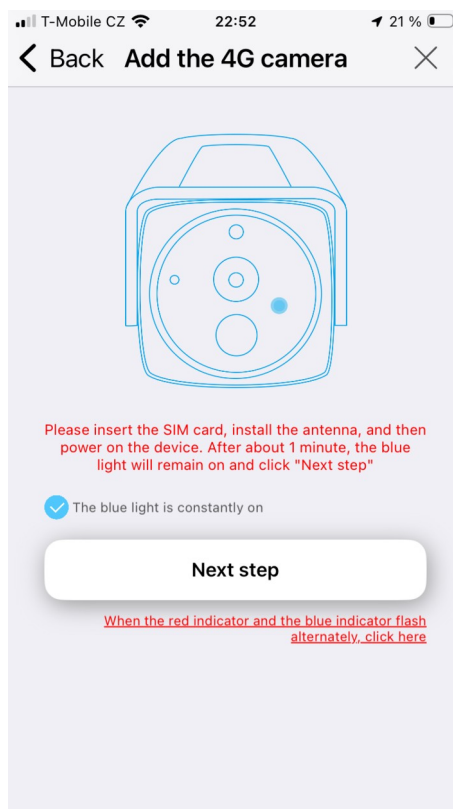 T-Mobile CZ 22:52 21 %
Back Add the 4G camera
Please insert the SIM card, install the antenna, and then
power on the device. After about 1 minute, the blue
light will remain on and click "Next step"
The blue light is constantly on
Next step
When the red indicator and the blue indicator flash
alternately, click here